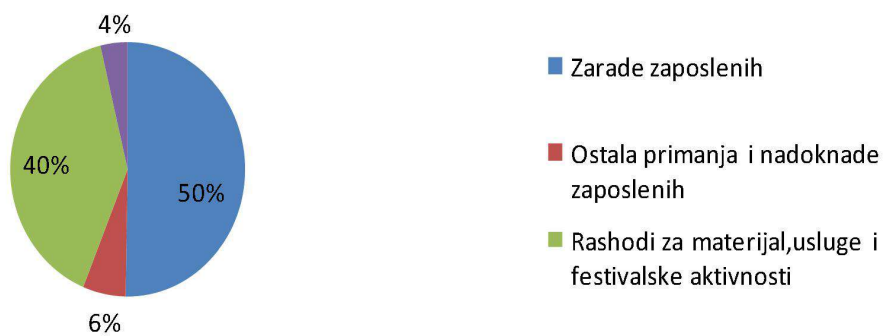 4%
40%
50%
6%
Zarade zaposlenih
Ostala primanja i nadoknade
zaposlenih
Rashodi za materijal,usluge i
festivalske aktivnosti